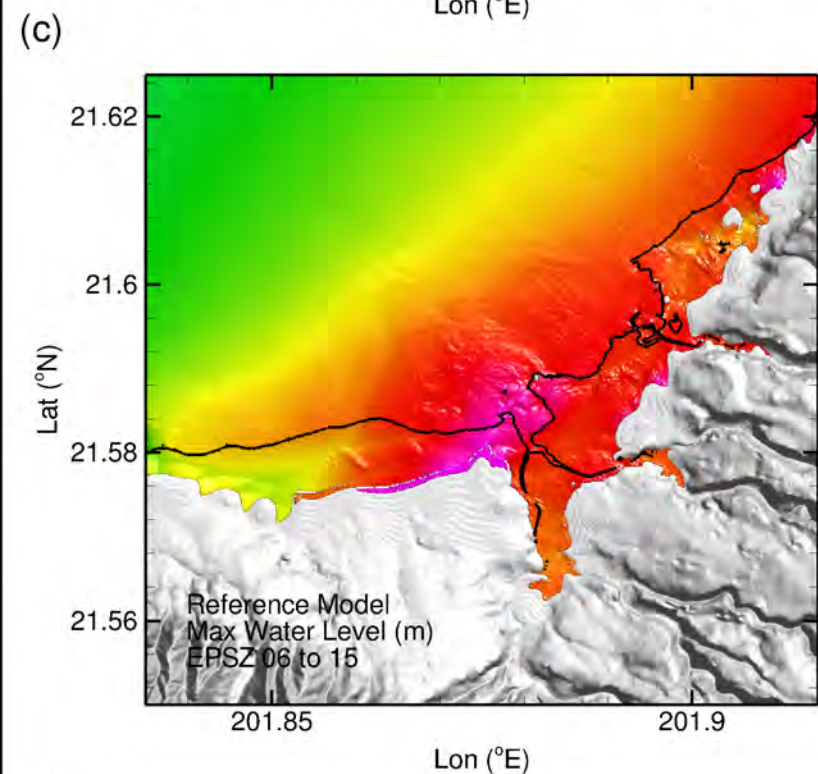 Lon (°E)
(c)
21.62
21.6
Lat (°N)
21.58
21.56
Reference Model
Max Water Level (m)
EPSZ 06 to 15
201.85
201.9
Lon (°E)